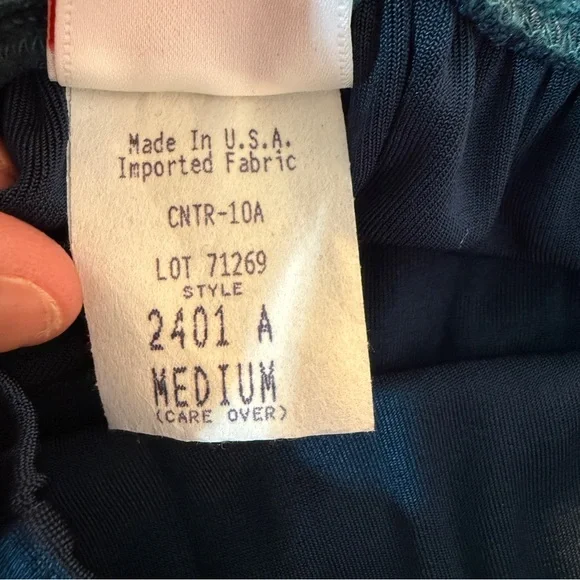 Made In U.S.A.
Imported Fabric
CNTR-10A
LOT 71269
STYLE
2401 A
MEDIUM
(CARE OVER)